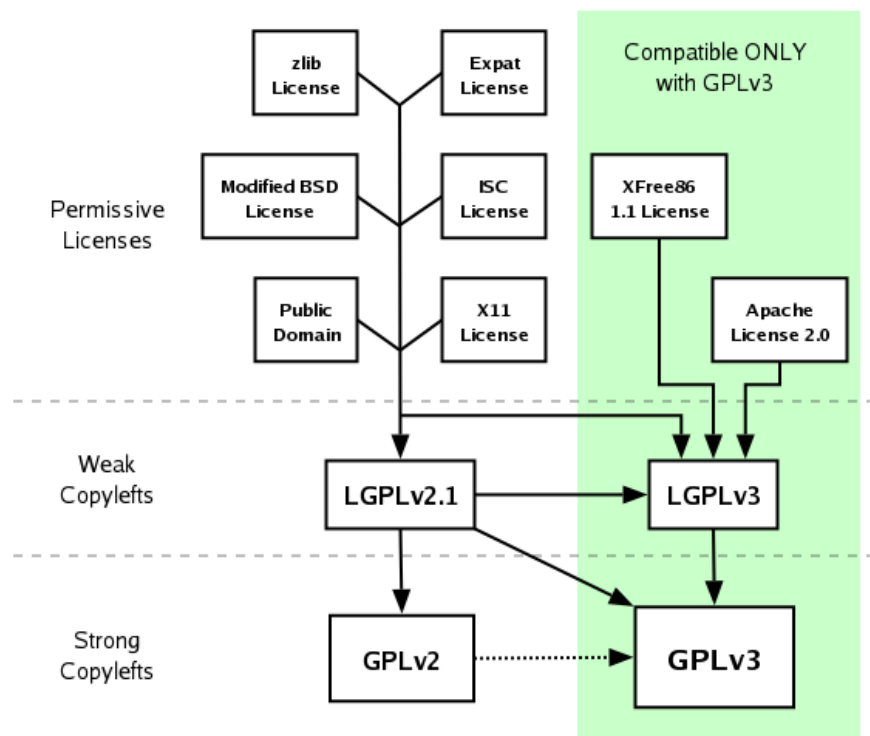 zlib
License
Expat
License
Compatible ONLY
with GPLv3
Permissive
Licenses
Modified BSD
License
ISC
License
XFree86
1.1 License
Public
Domain
X11
License
Apache
License 2.0
Weak
Copylefts
LGPLv2.1
LGPLv3
Strong
Copylefts
GPLv2
GPLv3